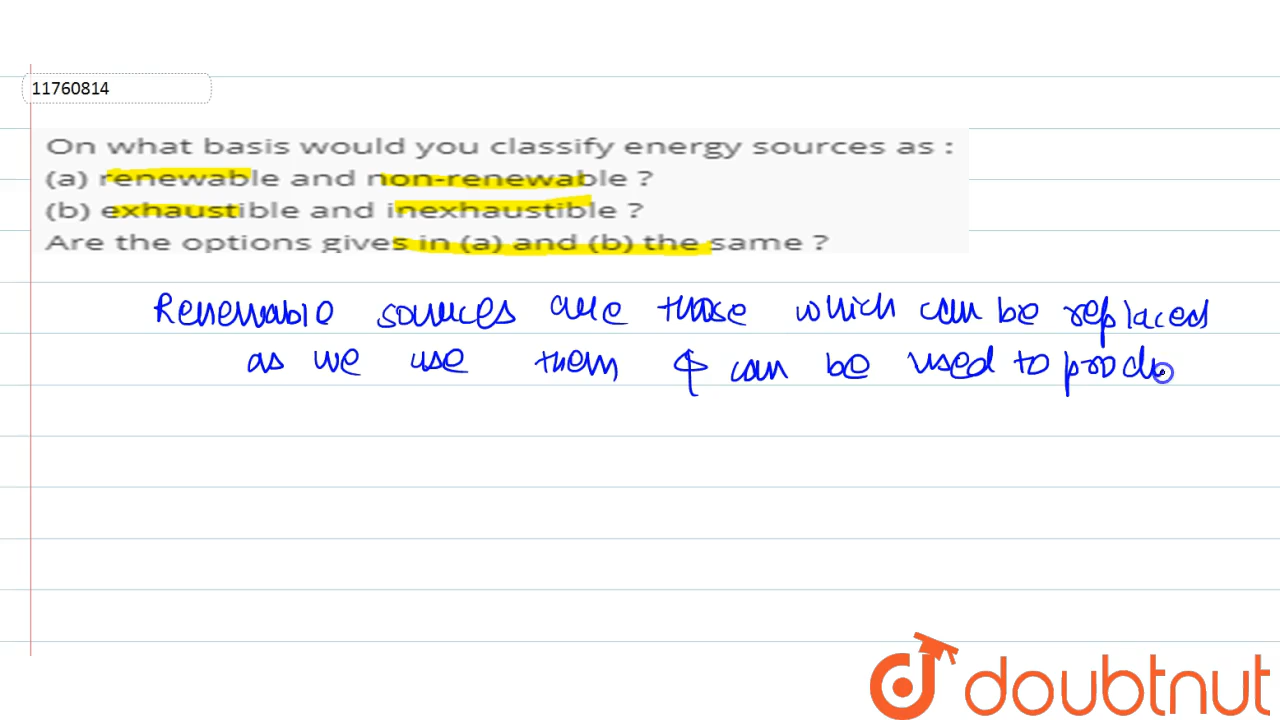 11760814
On what basis would you classify energy sources as :
(a) renewable and non-renewable ?
(b) exhaustible and inexhaustible ?
Are the options gives in (a) and (b) the same ?
Renewable sources are those which can be replaced
as we use them & can be used to produ
doubtnut